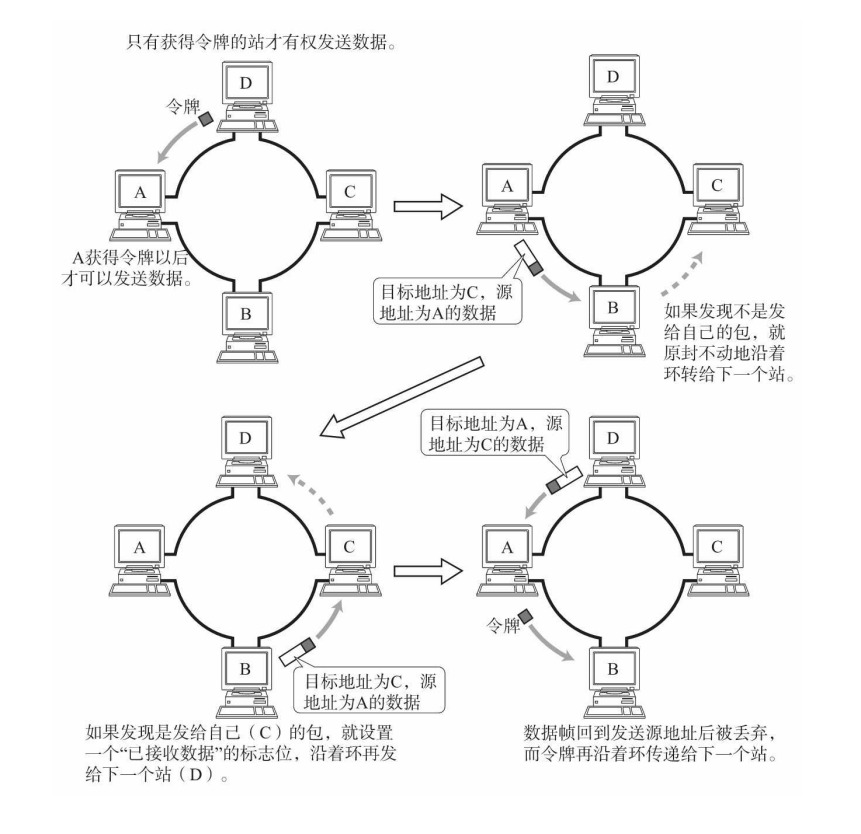 只有获得令牌的站才有权发送数据。
D
令牌
A
C
A获得令牌以后
才可以发送数据。
B
D
A
C
目标地址为C，源
地址为A的数据
B
如果发现不是发
给自己的包，就
原封不动地沿着
环转给下一个站。
D
A
C
B
目标地址为C，源
地址为A的数据
如果发现是发给自己（C）的包，就设置
一个“已接收数据”的标志位，沿着环再发
给下一个站（D）。
目标地址为A，源
地址为C的数据
D
A
C
令牌
B
数据帧回到发送源地址后被丢弃，
而令牌再沿着环传递给下一个站。